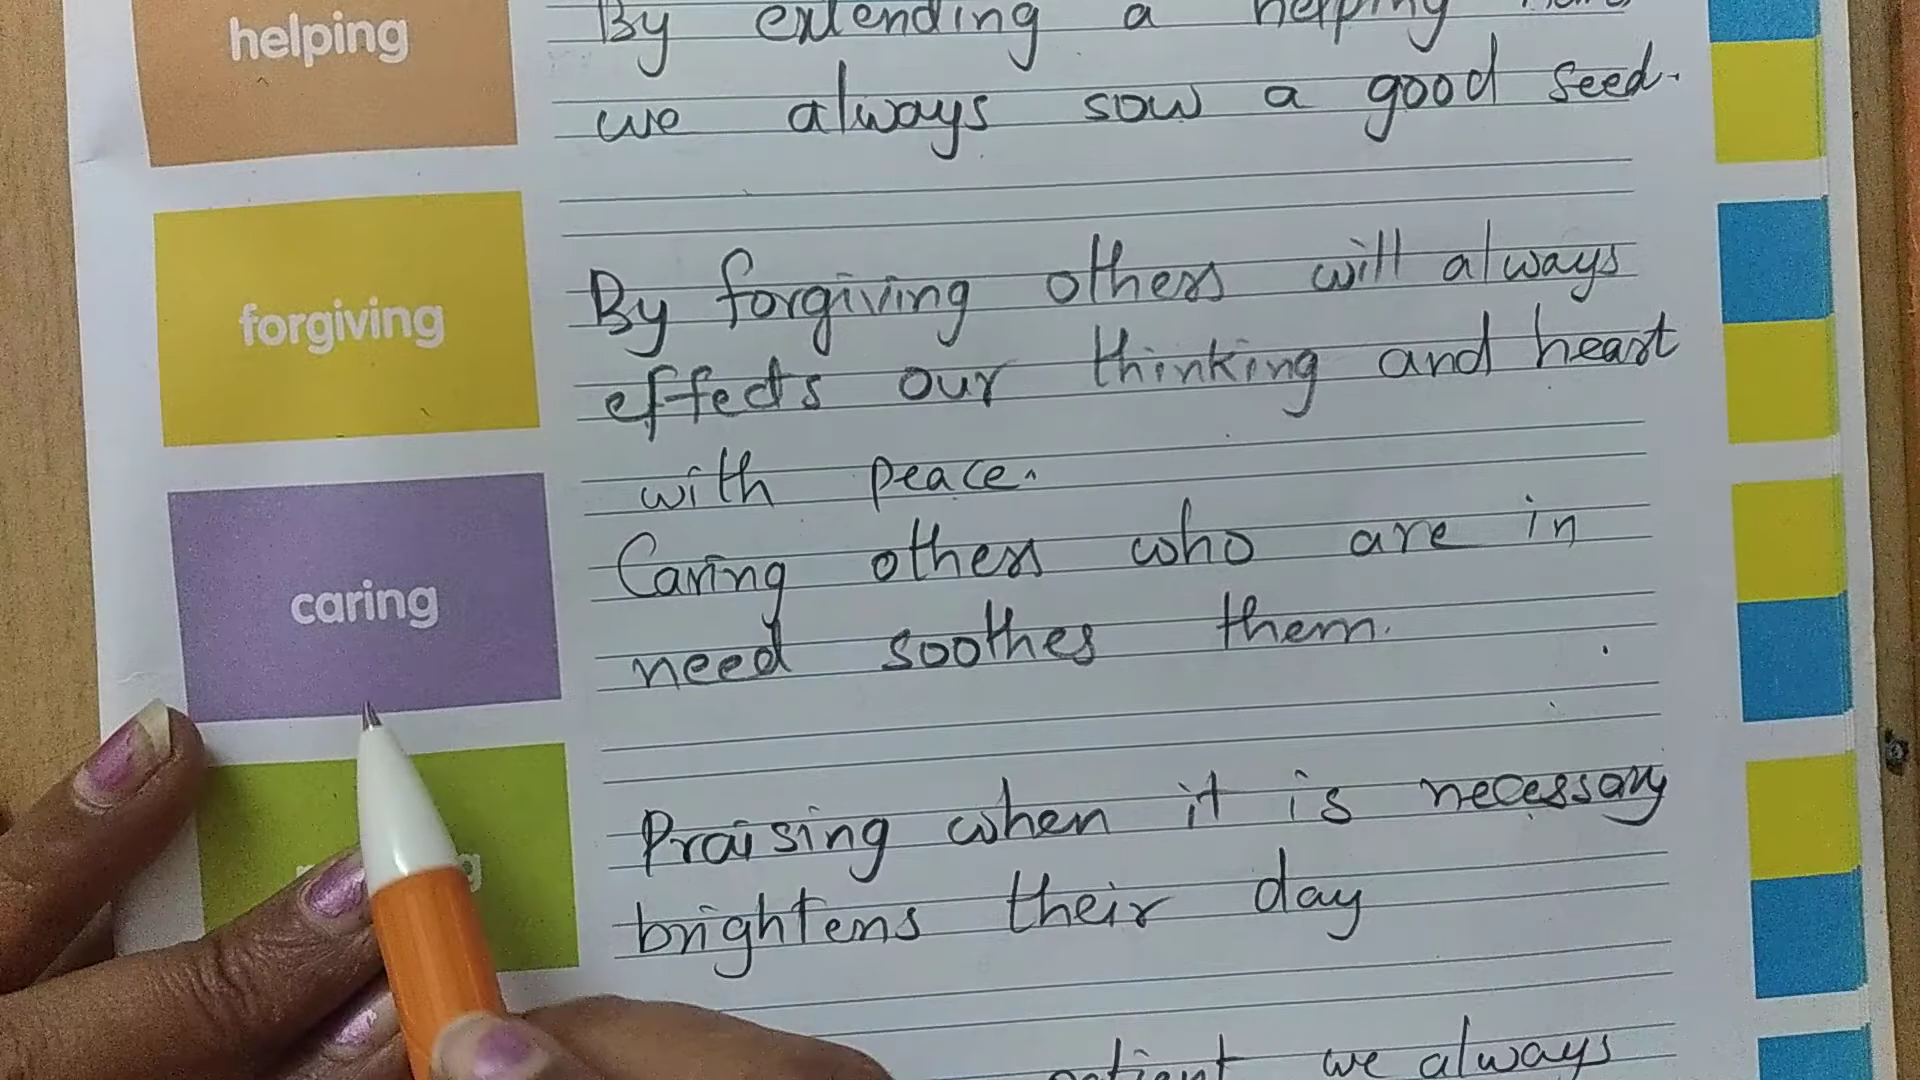 helping
By extending a helping
we always sow a good seed.
forgiving
By forgiving others will always
effects our thinking and heart
with peace.
caring
Caring others who are in
need soothes them.
Praising when it is necessary
brightens their day
we always